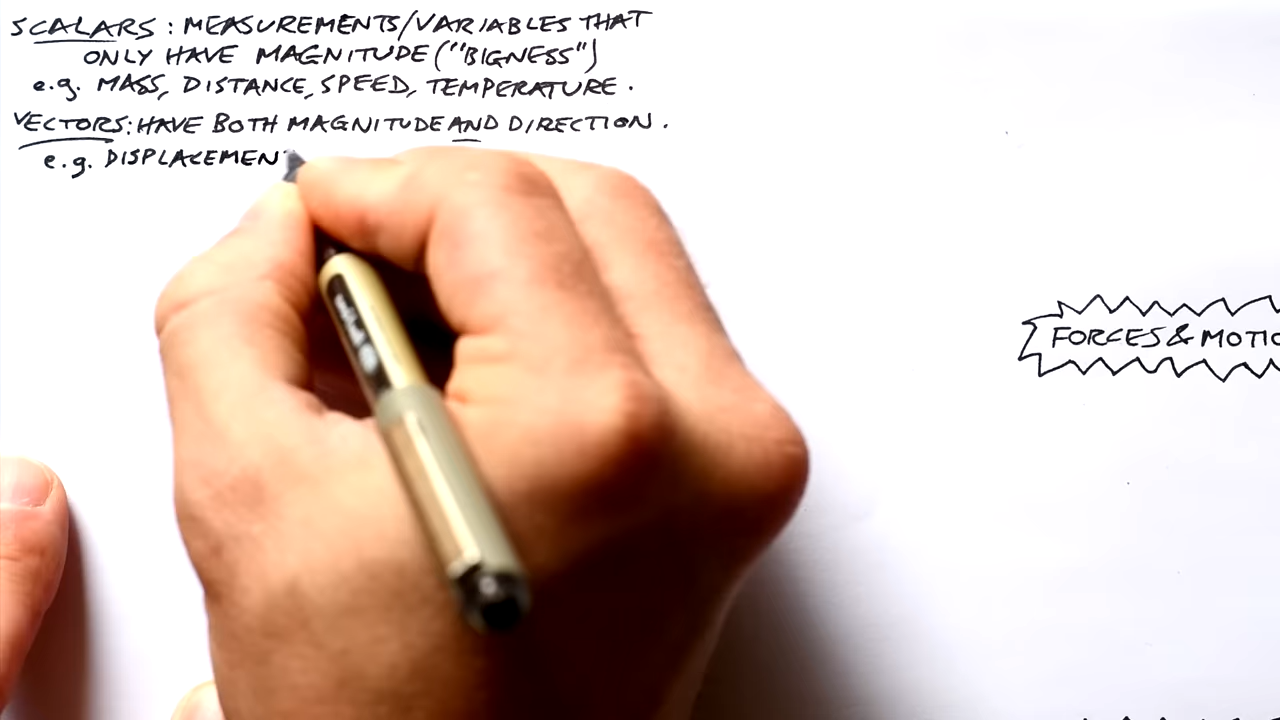 SCALARS : MEASUREMENTS/VARIABLES THAT
ONLY HAVE MAGNITUDE ("BIGNESS")
e.g. MASS, DISTANCE, SPEED, TEMPERATURE .
VECTORS: HAVE BOTH MAGNITUDE AND DIRECTION .
e.g. DISPLACEMENT
FORCES & MOTIO